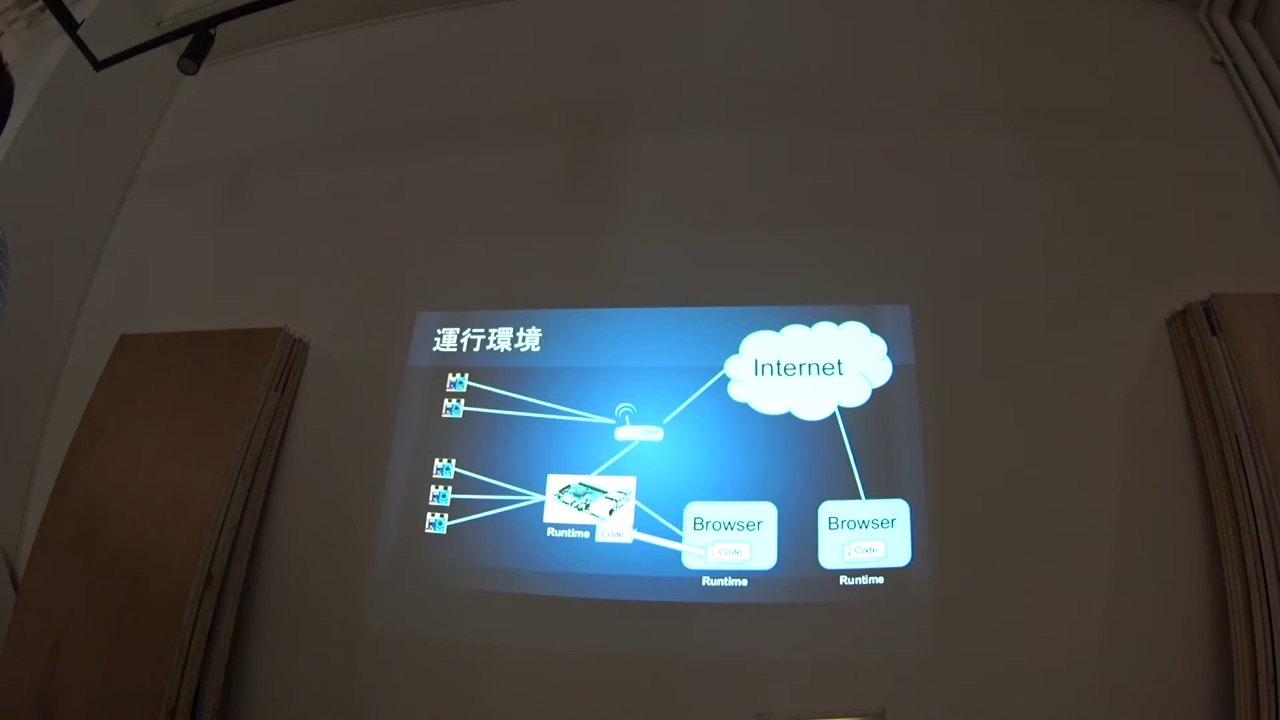 運行環境
Internet
Runtime
Code
Browser
Code
Runtime
Browser
Code
Runtime